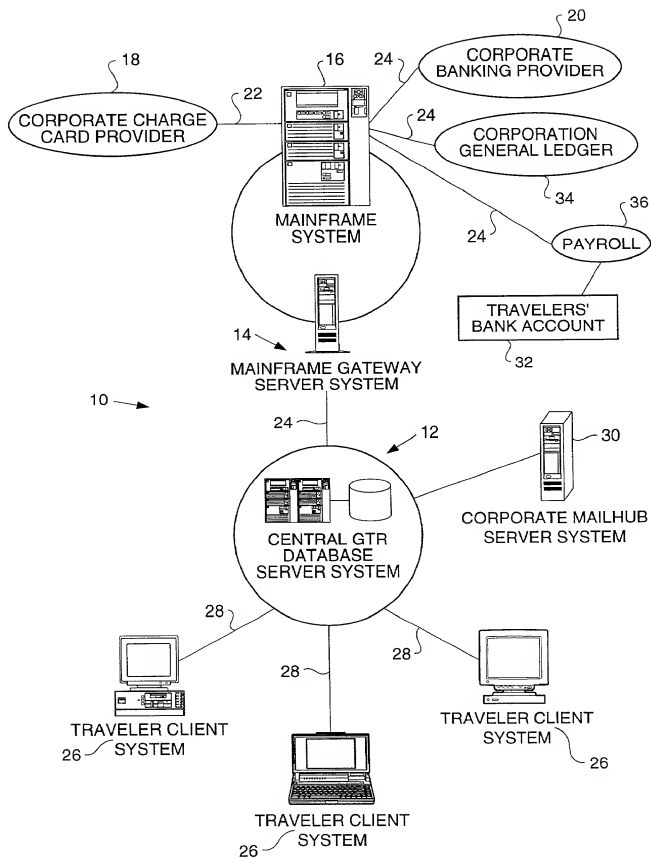 20
18
16
24
CORPORATE
BANKING PROVIDER
22
CORPORATE CHARGE
CARD PROVIDER
24
CORPORATION
GENERAL LEDGER
34
36
MAINFRAME
SYSTEM
24
PAYROLL
TRAVELERS'
BANK ACCOUNT
32
14
MAINFRAME GATEWAY
SERVER SYSTEM
10
24
12
30
CORPORATE MAILHUB
SERVER SYSTEM
CENTRAL GTR
DATABASE
SERVER SYSTEM
28
28
28
TRAVELER CLIENT
SYSTEM
26
TRAVELER CLIENT
SYSTEM
26
TRAVELER CLIENT
SYSTEM
26